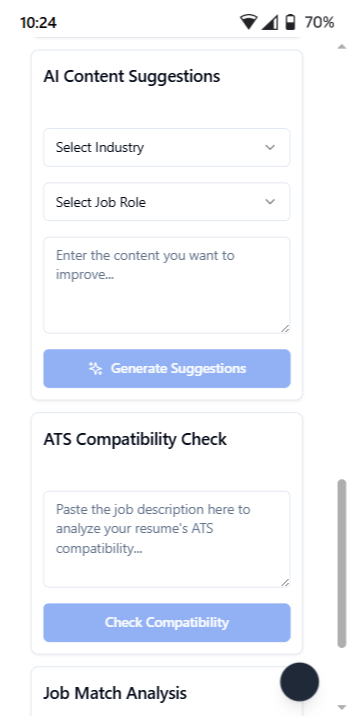 10:24
70%
AI Content Suggestions
Select Industry
Select Job Role
Enter the content you want to
improve...
Generate Suggestions
ATS Compatibility Check
Paste the job description here to
analyze your resume's ATS
compatibility...
Check Compatibility
Job Match Analysis